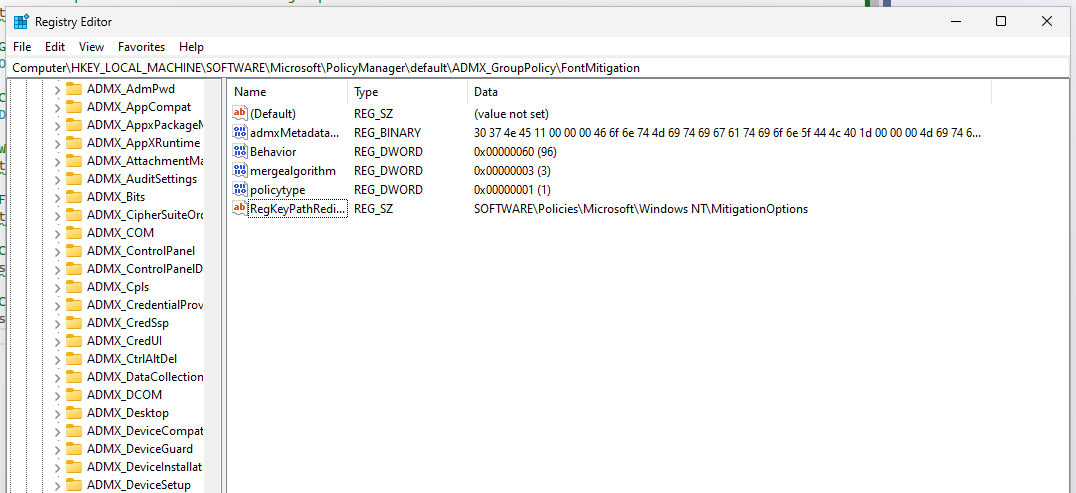 Registry Editor
File Edit View Favorites Help
Computer\HKEY_LOCAL_MACHINE\SOFTWARE\Microsoft\PolicyManager\default\ADMX_GroupPolicy\FontMitigation
ADMX_AdmPwd
ADMX_AppCompat
ADMX_AppxPackageM
ADMX_AppXRuntime
ADMX_AttachmentMa
ADMX_AuditSettings
ADMX_Bits
ADMX_CipherSuiteOrd
ADMX_COM
ADMX_ControlPanel
ADMX_ControlPanelD
ADMX_Cpls
ADMX_CredentialProv
ADMX_CredSsp
ADMX_CredUI
ADMX_CtrlAltDel
ADMX_DataCollection
ADMX_DCOM
ADMX_Desktop
ADMX_DeviceCompat
ADMX_DeviceGuard
ADMX_DeviceInstallat
ADMX_DeviceSetup
Name Type Data
(Default) REG_SZ (value not set)
admxMetadata... REG_BINARY 30 37 4e 45 11 00 00 00 46 6f 6e 74 4d 69 74 69 67 61 74 69 6f 6e 5f 44 4c 40 1d 00 00 00 4d 69 74 6...
Behavior REG_DWORD 0x00000060 (96)
mergealgorithm REG_DWORD 0x00000003 (3)
policytype REG_DWORD 0x00000001 (1)
RegKeyPathRedi... REG_SZ SOFTWARE\Policies\Microsoft\Windows NT\MitigationOptions